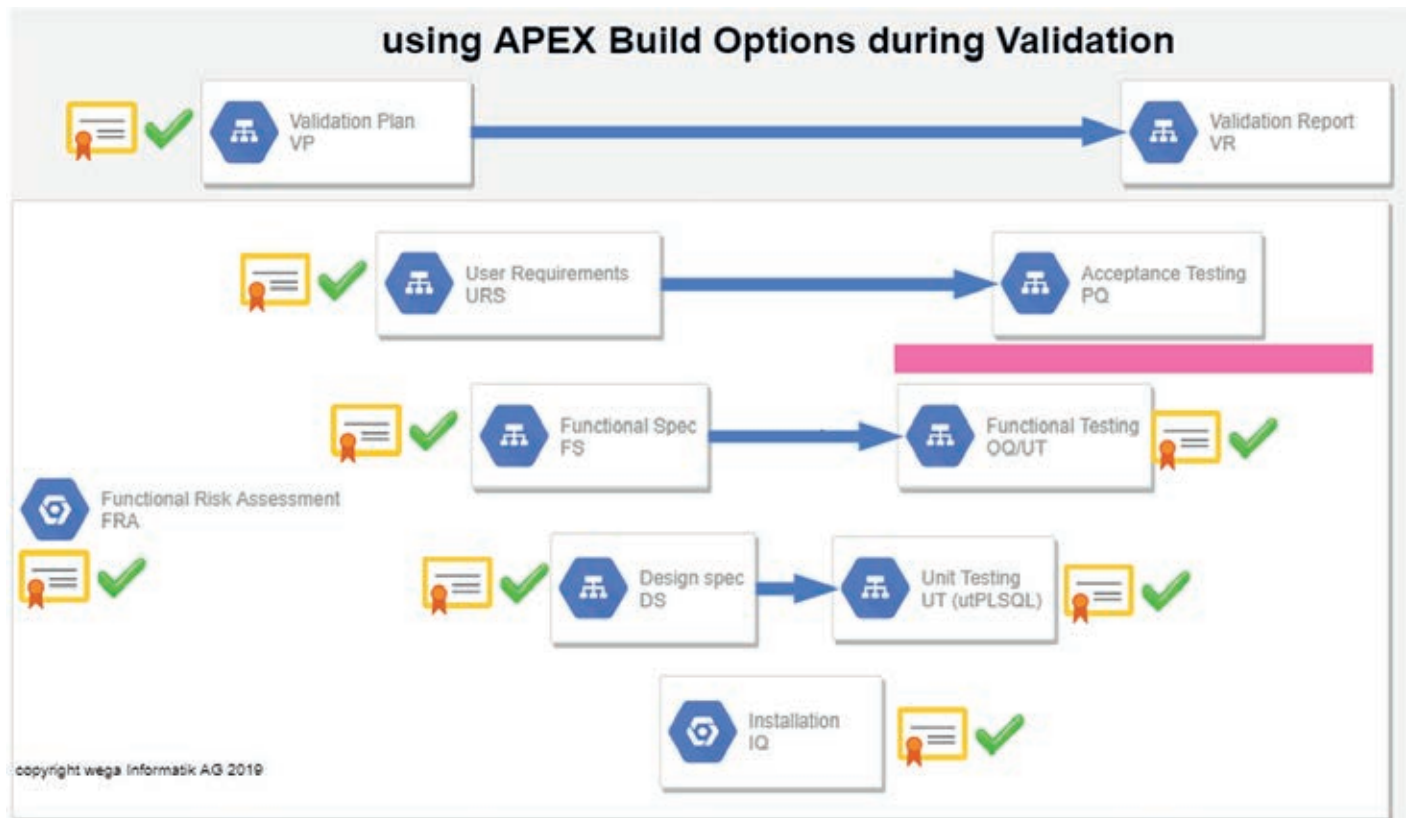 using APEX Build Options during Validation
Validation Plan
VP
Validation Report
VR
User Requirements
URS
Acceptance Testing
PQ
Functional Spec
FS
Functional Testing
OQ/UT
Functional Risk Assessment
FRA
Design spec
DS
Unit Testing
UT (utPLSQL)
Installation
IQ
copyright wega Informatik AG 2019